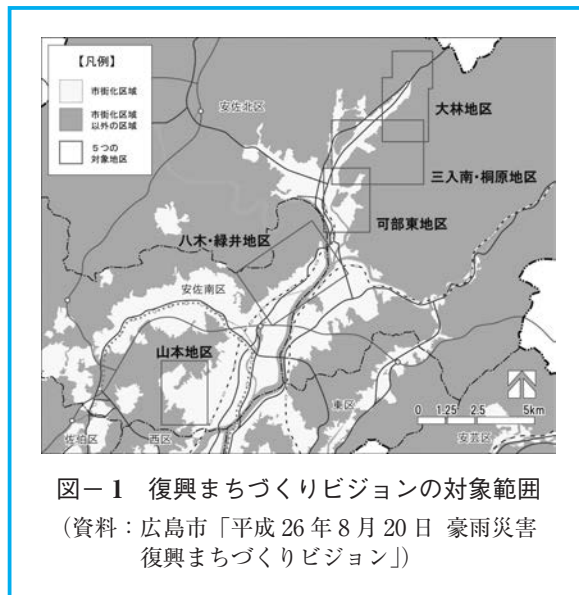 【凡例】
市街化区域
市街化区域
以外の区域
5つの
対象地区
安佐北区
大林地区
三入南・桐原地区
可部東地区
八木・緑井地区
安佐南区
山本地区
佐伯区
西区
東区
安芸区
0 1.25 2.5 5km
図－1 復興まちづくりビジョンの対象範囲
（資料：広島市「平成26年8月20日 豪雨災害
復興まちづくりビジョン」）